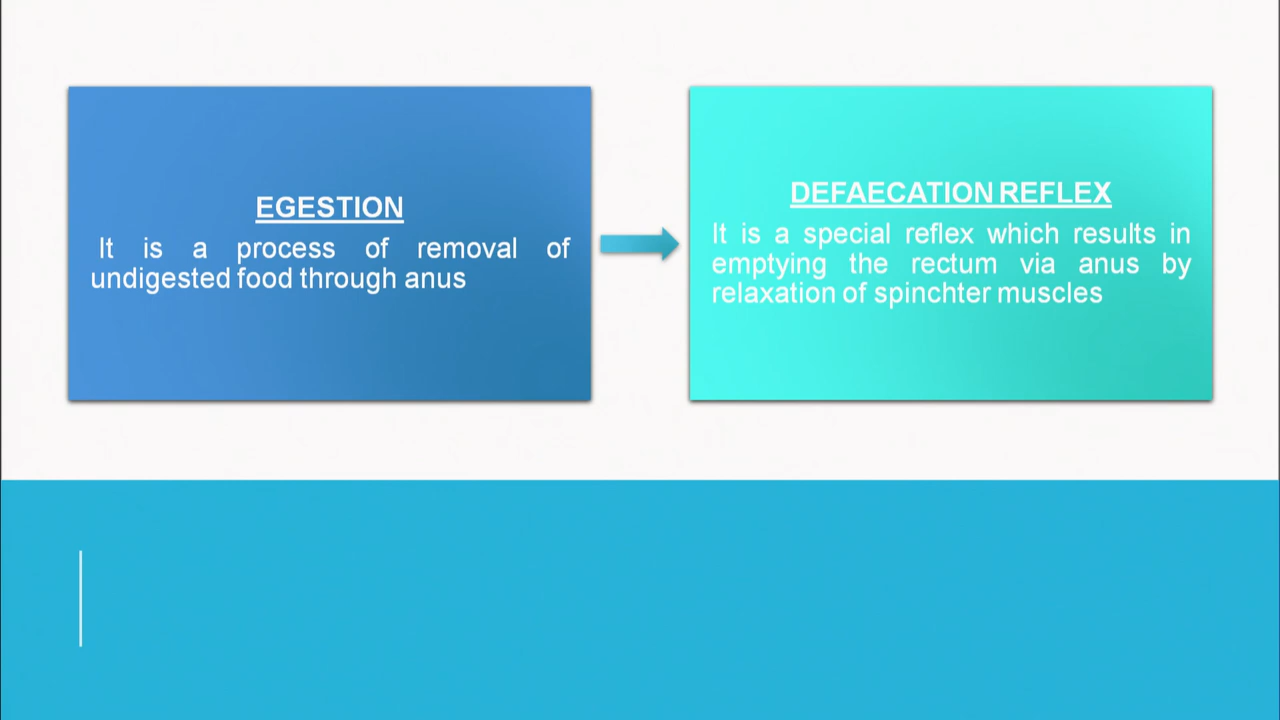 EGESTION
It is a process of removal of
undigested food through anus
DEFAECATION REFLEX
It is a special reflex which results in
emptying the rectum via anus by
relaxation of spinchter muscles